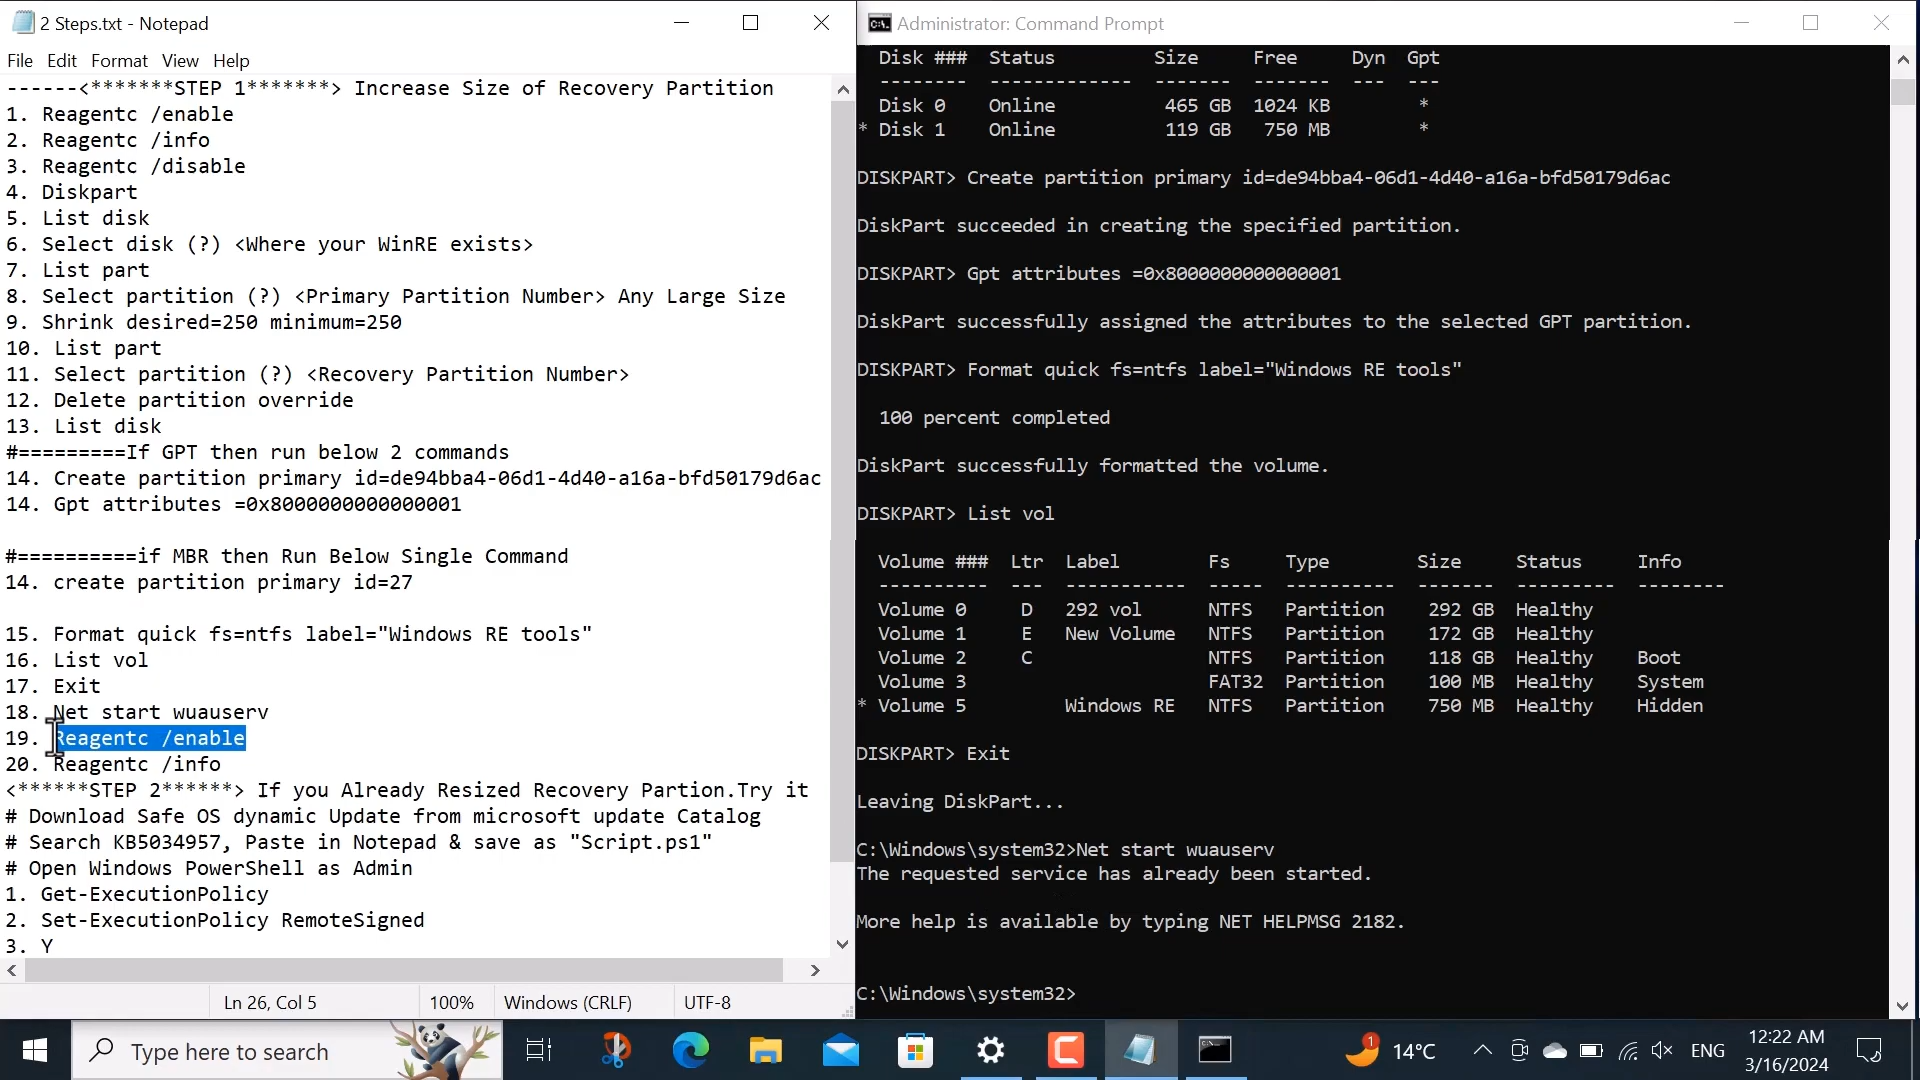 2 Steps.txt - Notepad
File Edit Format View Help
------<*******STEP 1*******> Increase Size of Recovery Partition
1. Reagentc /enable
2. Reagentc /info
3. Reagentc /disable
4. Diskpart
5. List disk
6. Select disk (?) <Where your WinRE exists>
7. List part
8. Select partition (?) <Primary Partition Number> Any Large Size
9. Shrink desired=250 minimum=250
10. List part
11. Select partition (?) <Recovery Partition Number>
12. Delete partition override
13. List disk
#=========If GPT then run below 2 commands
14. Create partition primary id=de94bba4-06d1-4d40-a16a-bfd50179d6ac
14. Gpt attributes =0x8000000000000001
#==========if MBR then Run Below Single Command
14. create partition primary id=27
15. Format quick fs=ntfs label="Windows RE tools"
16. List vol
17. Exit
18. Net start wuauserv
19. Reagentc /enable
20. Reagentc /info
<******STEP 2******> If you Already Resized Recovery Partion.Try it
# Download Safe OS dynamic Update from microsoft update Catalog
# Search KB5034957, Paste in Notepad & save as "Script.ps1"
# Open Windows PowerShell as Admin
1. Get-ExecutionPolicy
2. Set-ExecutionPolicy RemoteSigned
3. Y
Ln 26, Col 5 100% Windows (CRLF) UTF-8
Administrator: Command Prompt
Disk ### Status Size Free Dyn Gpt
-------- ------------- ------- ------- --- ---
Disk 0 Online 465 GB 1024 KB *
* Disk 1 Online 119 GB 750 MB *
DISKPART> Create partition primary id=de94bba4-06d1-4d40-a16a-bfd50179d6ac
DiskPart succeeded in creating the specified partition.
DISKPART> Gpt attributes =0x8000000000000001
DiskPart successfully assigned the attributes to the selected GPT partition.
DISKPART> Format quick fs=ntfs label="Windows RE tools"
100 percent completed
DiskPart successfully formatted the volume.
DISKPART> List vol
Volume ### Ltr Label Fs Type Size Status Info
---------- --- ----------- ----- ---------- ------- --------- --------
Volume 0 D 292 vol NTFS Partition 292 GB Healthy
Volume 1 E New Volume NTFS Partition 172 GB Healthy
Volume 2 C NTFS Partition 118 GB Healthy Boot
Volume 3 FAT32 Partition 100 MB Healthy System
* Volume 5 Windows RE NTFS Partition 750 MB Healthy Hidden
DISKPART> Exit
Leaving DiskPart...
C:\Windows\system32>Net start wuauserv
The requested service has already been started.
More help is available by typing NET HELPMSG 2182.
C:\Windows\system32>
Type here to search
1
14°C
ENG
12:22 AM
3/16/2024